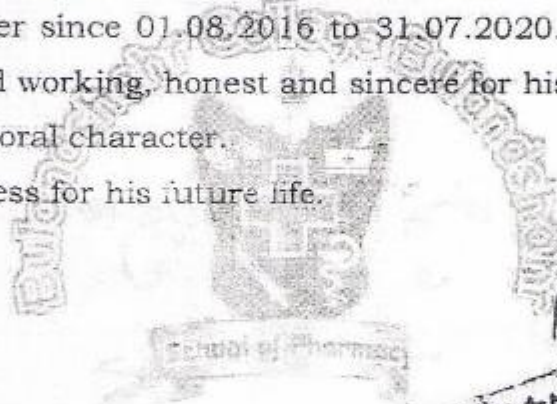 er since 01.08.2016 to 31.07.2020.
d working, honest and sincere for his
oral character.
ess for his future life.
School of Pharmacy